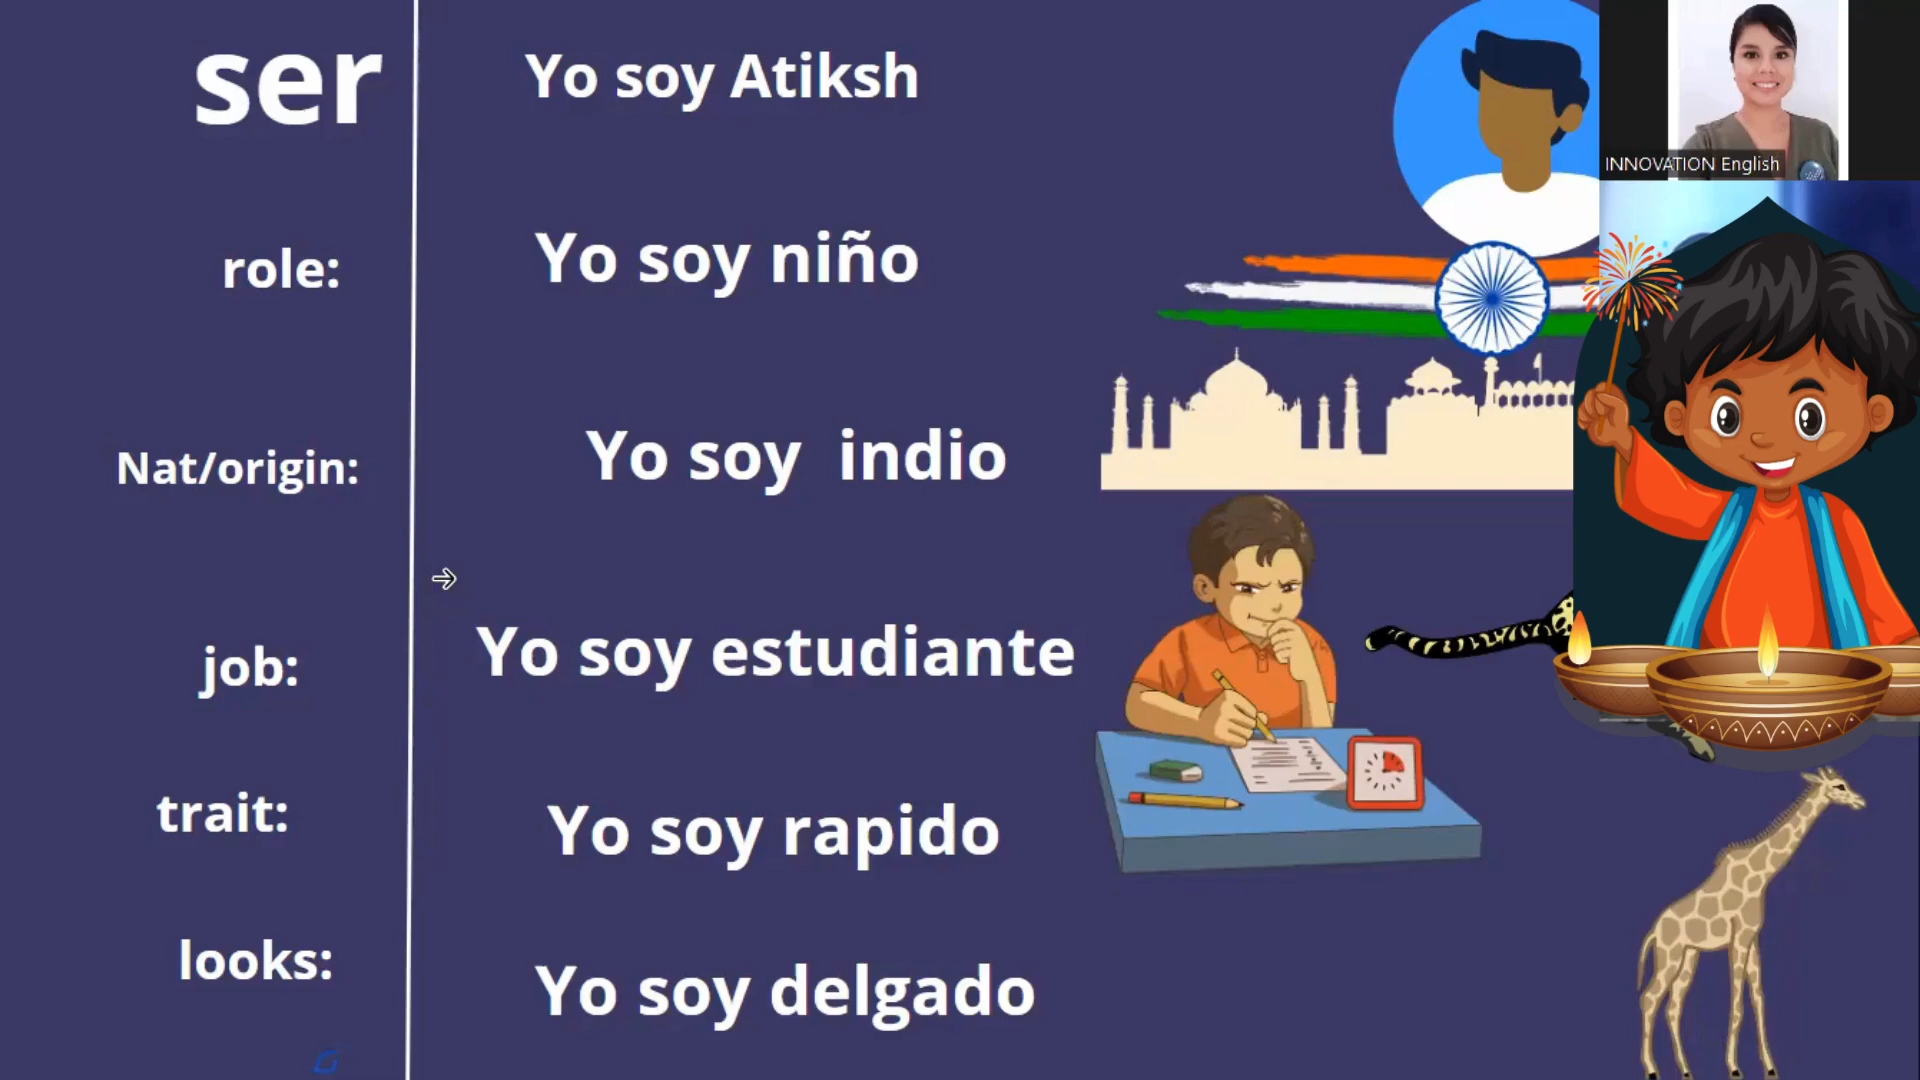 ser
Yo soy Atiksh
role:
Yo soy niño
Nat/origin:
Yo soy indio
job:
Yo soy estudiante
trait:
Yo soy rapido
looks:
Yo soy delgado
INNOVATION English